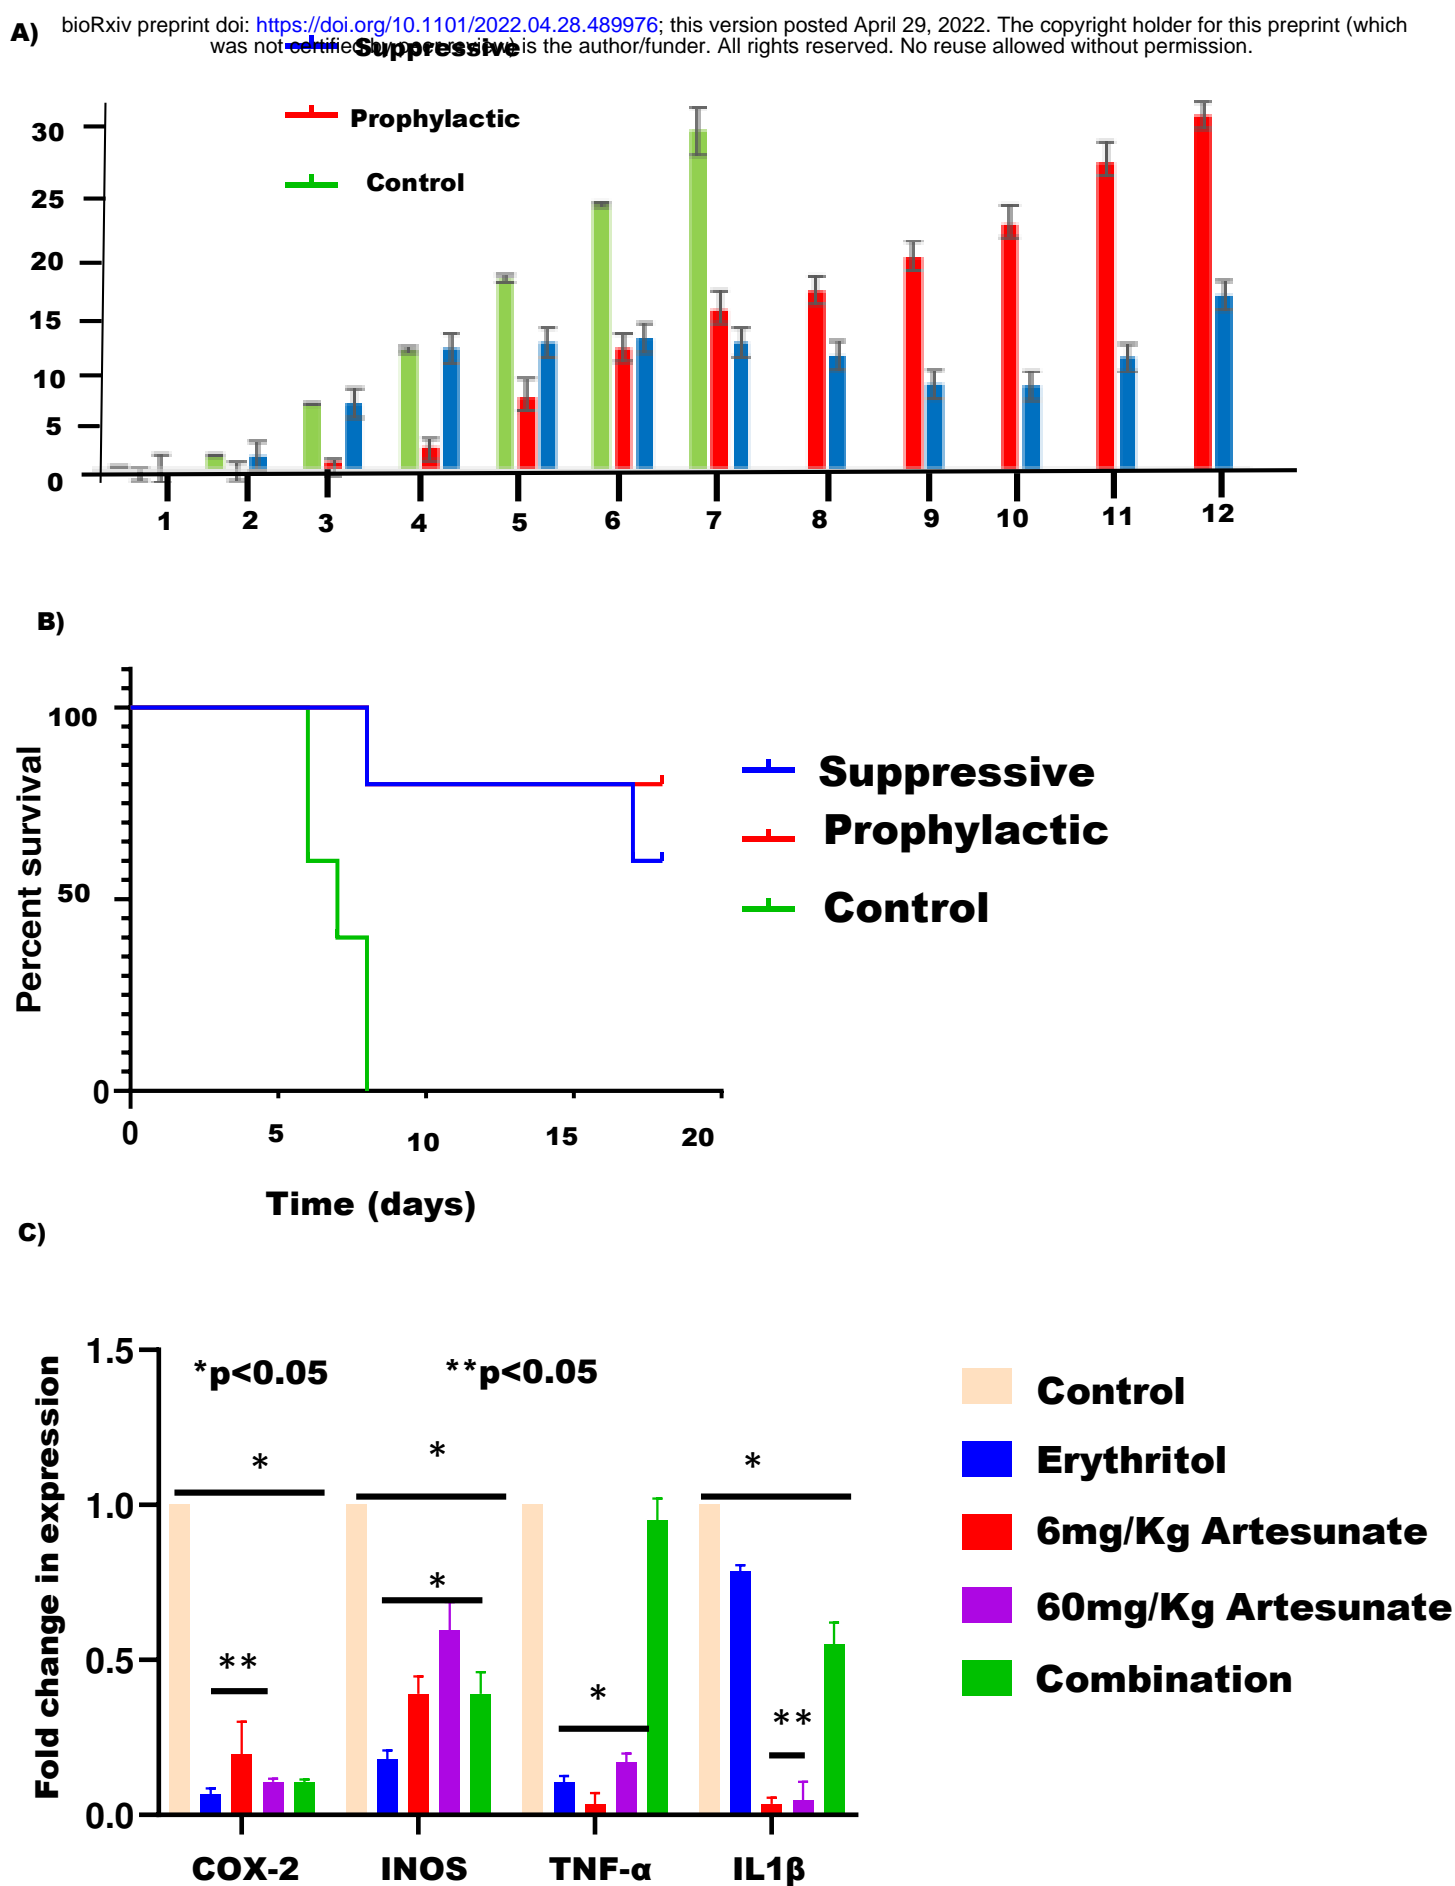 A)
bioRxiv preprint doi: https://doi.org/10.1101/2022.04.28.489976; this version posted April 29, 2022. The copyright holder for this preprint (which
was not certified by peer review) is the author/funder. All rights reserved. No reuse allowed without permission.
Suppressive
Prophylactic
Control
30
25
20
15
10
5
0
1 2 3 4 5 6 7 8 9 10 11 12
B)
Percent survival
100
50
0
0 5 10 15 20
Time (days)
Suppressive
Prophylactic
Control
C)
Fold change in expression
1.5
1.0
0.5
0.0
*p<0.05 **p<0.05
* * *
*
** * **
COX-2 INOS TNF-α IL1β
Control
Erythritol
6mg/Kg Artesunate
60mg/Kg Artesunate
Combination